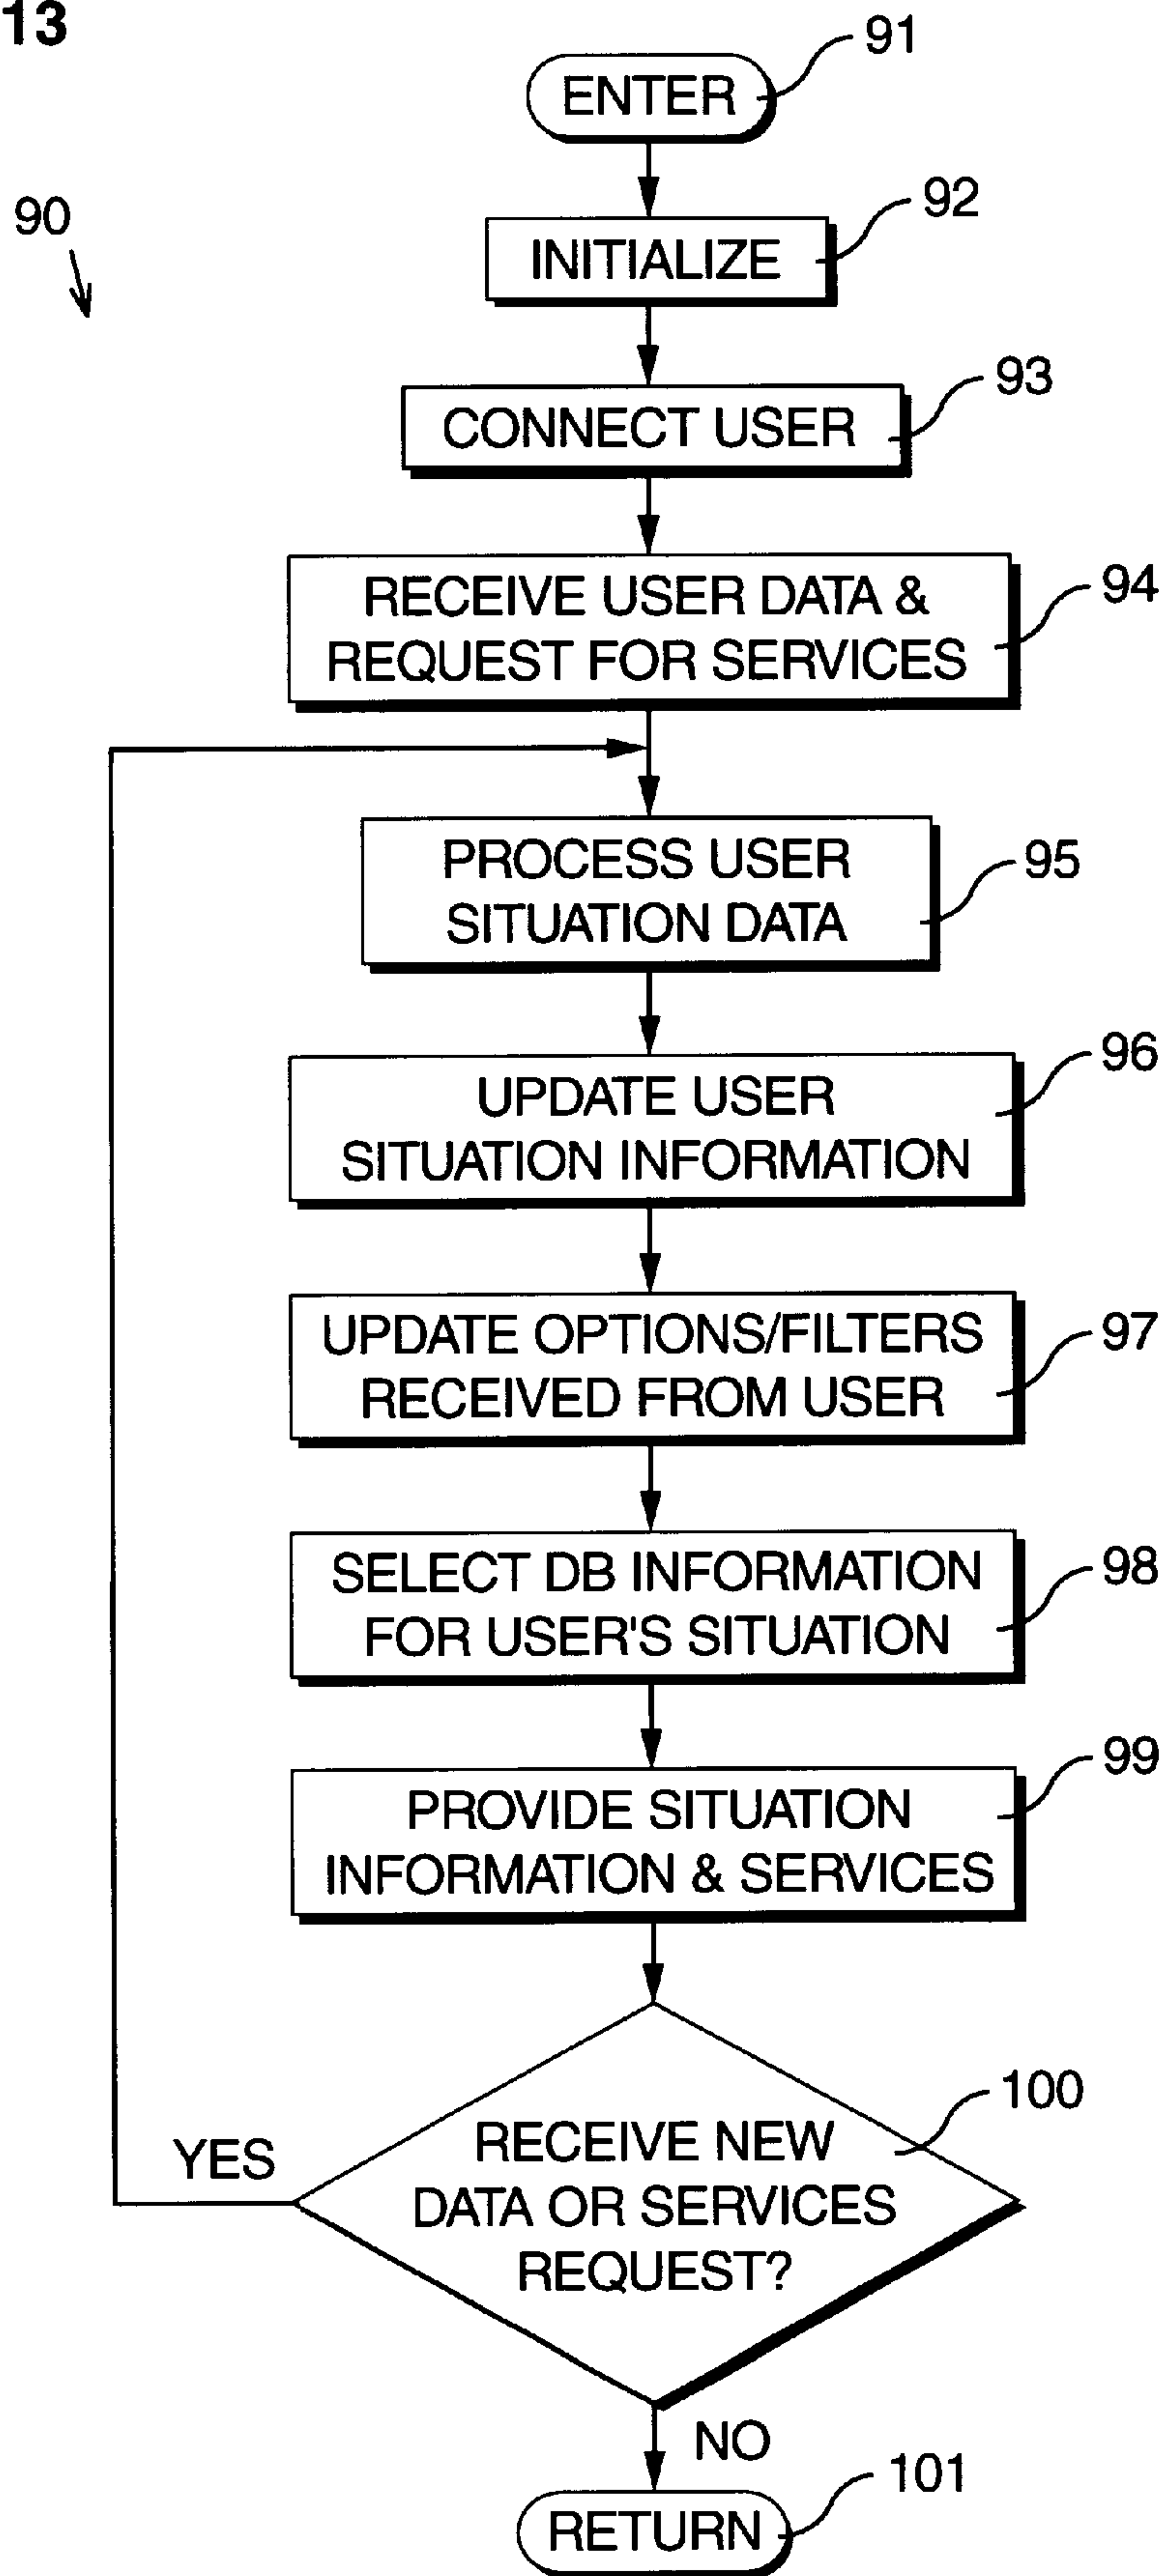 13
91
ENTER
90
92
INITIALIZE
93
CONNECT USER
94
RECEIVE USER DATA &
REQUEST FOR SERVICES
95
PROCESS USER
SITUATION DATA
96
UPDATE USER
SITUATION INFORMATION
97
UPDATE OPTIONS/FILTERS
RECEIVED FROM USER
98
SELECT DB INFORMATION
FOR USER'S SITUATION
99
PROVIDE SITUATION
INFORMATION & SERVICES
100
YES
RECEIVE NEW
DATA OR SERVICES
REQUEST?
NO
101
RETURN